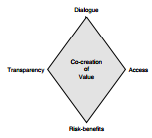 Dialogue
Co-creation
of
Value
Transparency
Access
Risk-benefits